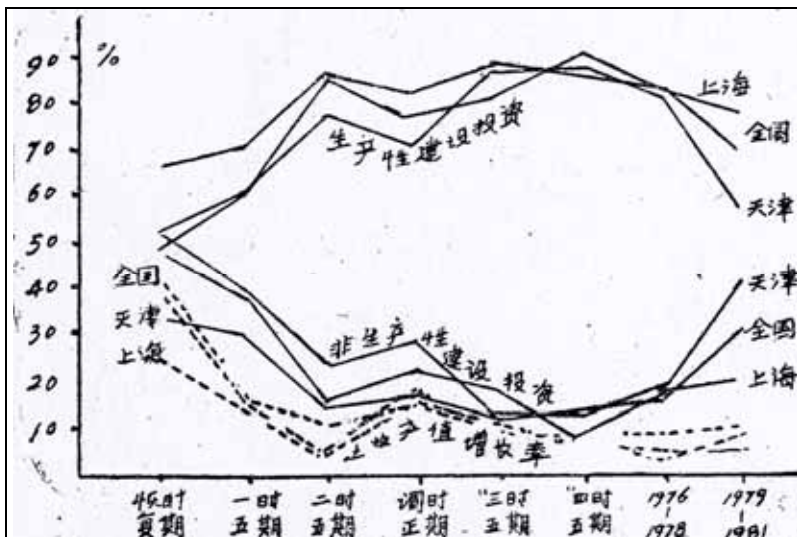 %
90
80
70
60
50
40
30
20
10
上海
全国
天津
生产性建设投资
天津
全国
上海
非生产性建设投资
全国
天津
上海
工业产值增长率
恢复时期
一五时期
二五时期
调正时期
"三五时期
"四五时期
1976-1978
1979-1981